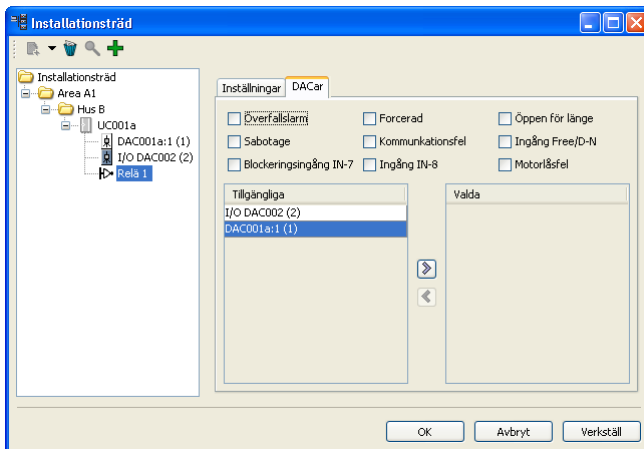 Installationsträd
Installationsträd
Area A1
Hus B
UC001a
DAC001a:1 (1)
I/O DAC002 (2)
Relä 1
Inställningar DACar
Överfallslarm Forcerad Öppen för länge
Sabotage Kommunkationsfel Ingång Free/D-N
Blockeringsingång IN-7 Ingång IN-8 Motorlåsfel
Tillgängliga Valda
I/O DAC002 (2)
DAC001a:1 (1)
OK Avbryt Verkställ